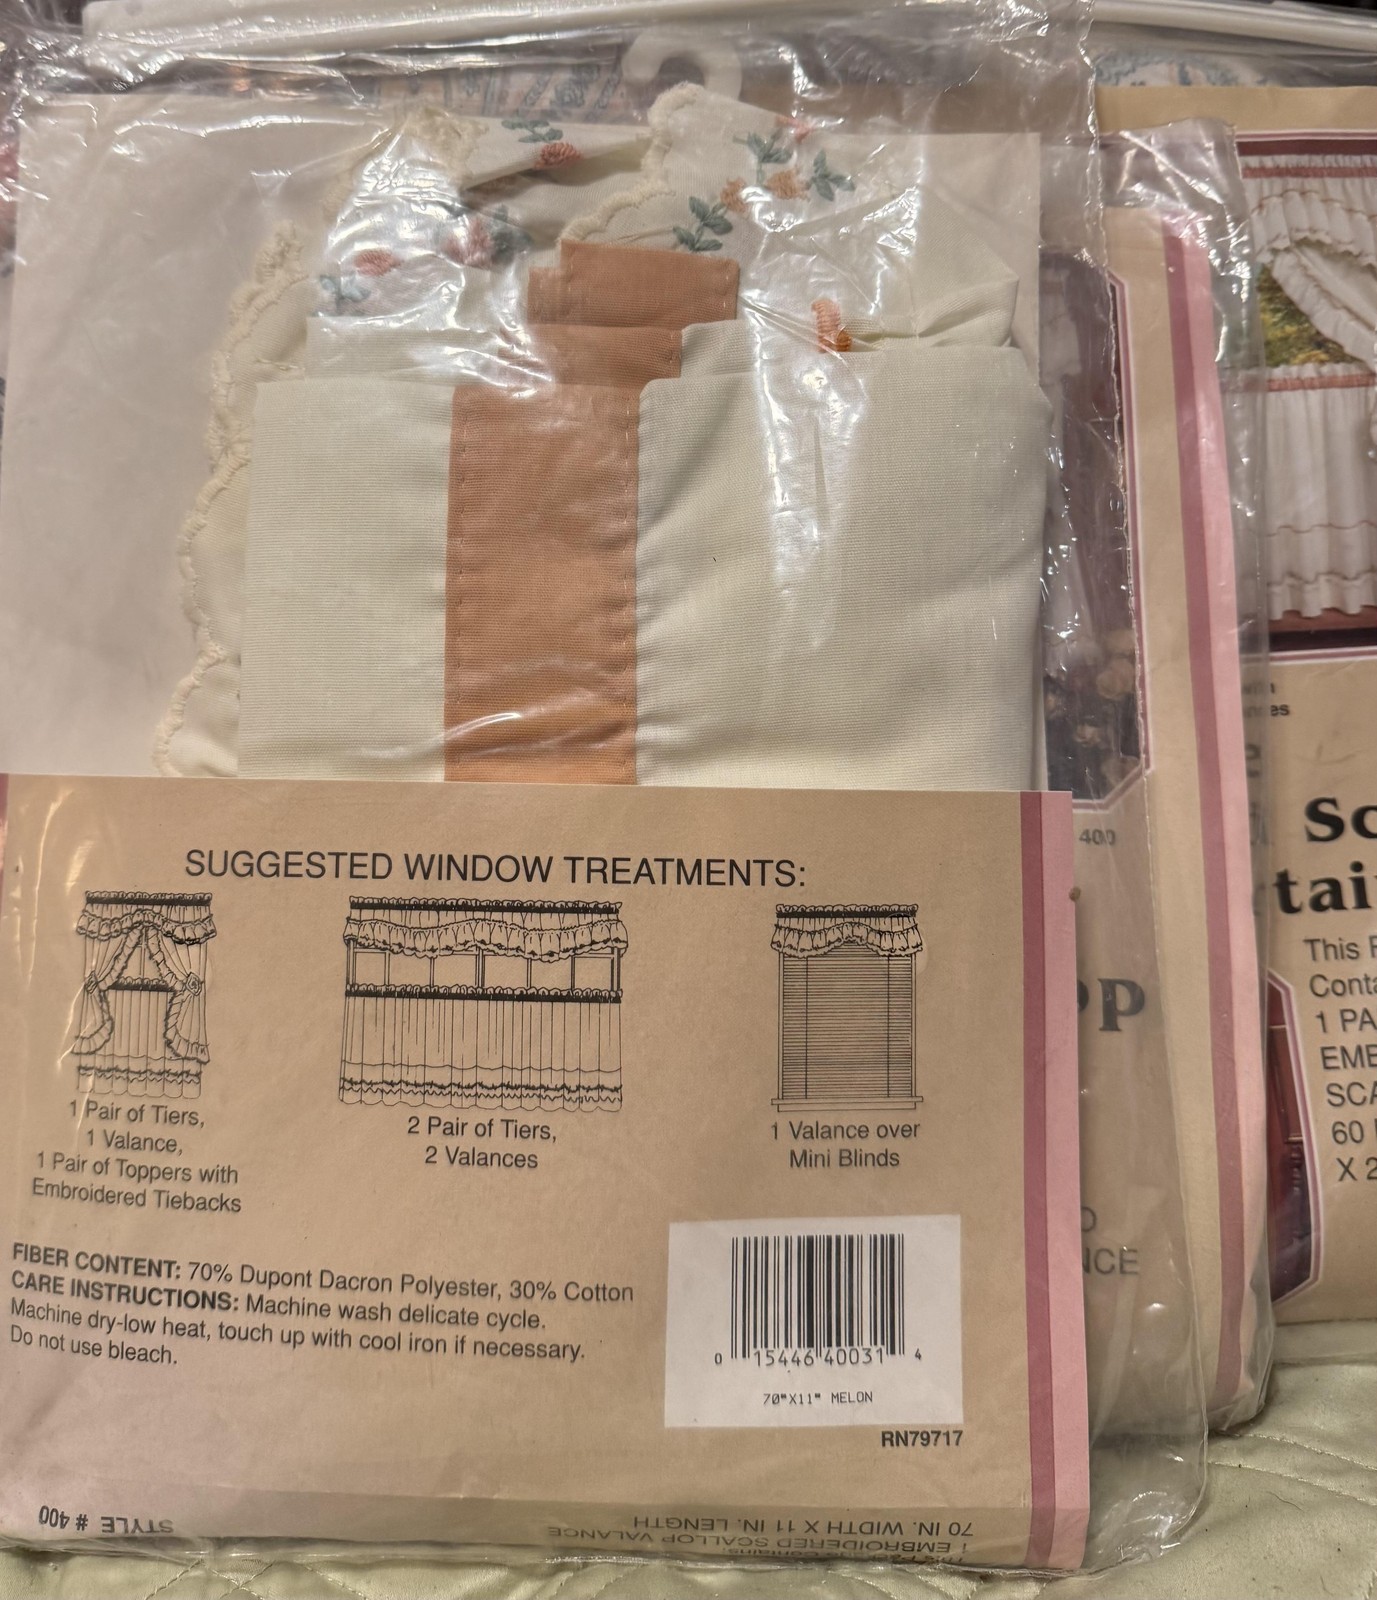 SUGGESTED WINDOW TREATMENTS:
1 Pair of Tiers,
1 Valance,
1 Pair of Toppers with
Embroidered Tiebacks
2 Pair of Tiers,
2 Valances
1 Valance over
Mini Blinds
FIBER CONTENT: 70% Dupont Dacron Polyester, 30% Cotton
CARE INSTRUCTIONS: Machine wash delicate cycle.
Machine dry-low heat, touch up with cool iron if necessary.
Do not use bleach.
0 15446 40031 4
70"X11" MELON
RN79717
STYLE # 400
1 EMBROIDERED SCALLOP VALANCE
70 IN. WIDTH X 11 IN. LENGTH
400
OP
NCE
Sc
tai
This P
Conta
1 PA
EMB
SCA
60 
X 2